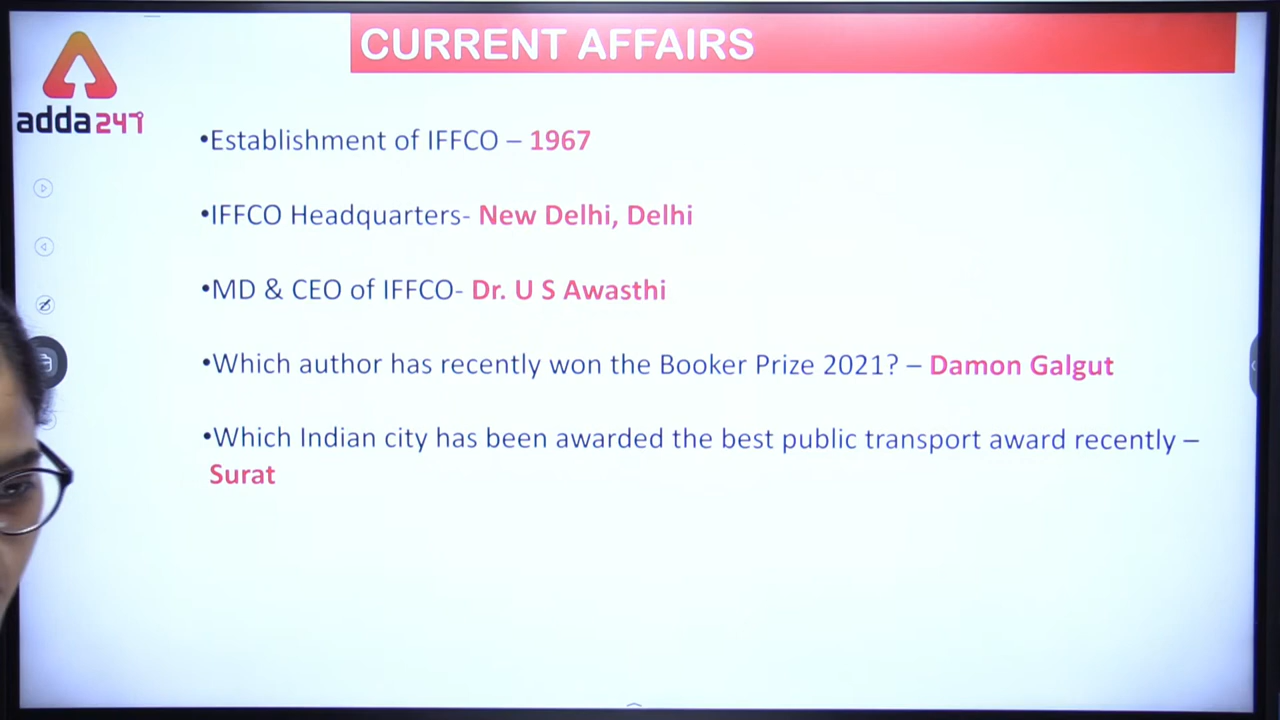 CURRENT AFFAIRS
adda247
•Establishment of IFFCO – 1967
•IFFCO Headquarters- New Delhi, Delhi
•MD & CEO of IFFCO- Dr. U S Awasthi
•Which author has recently won the Booker Prize 2021? – Damon Galgut
•Which Indian city has been awarded the best public transport award recently –
Surat